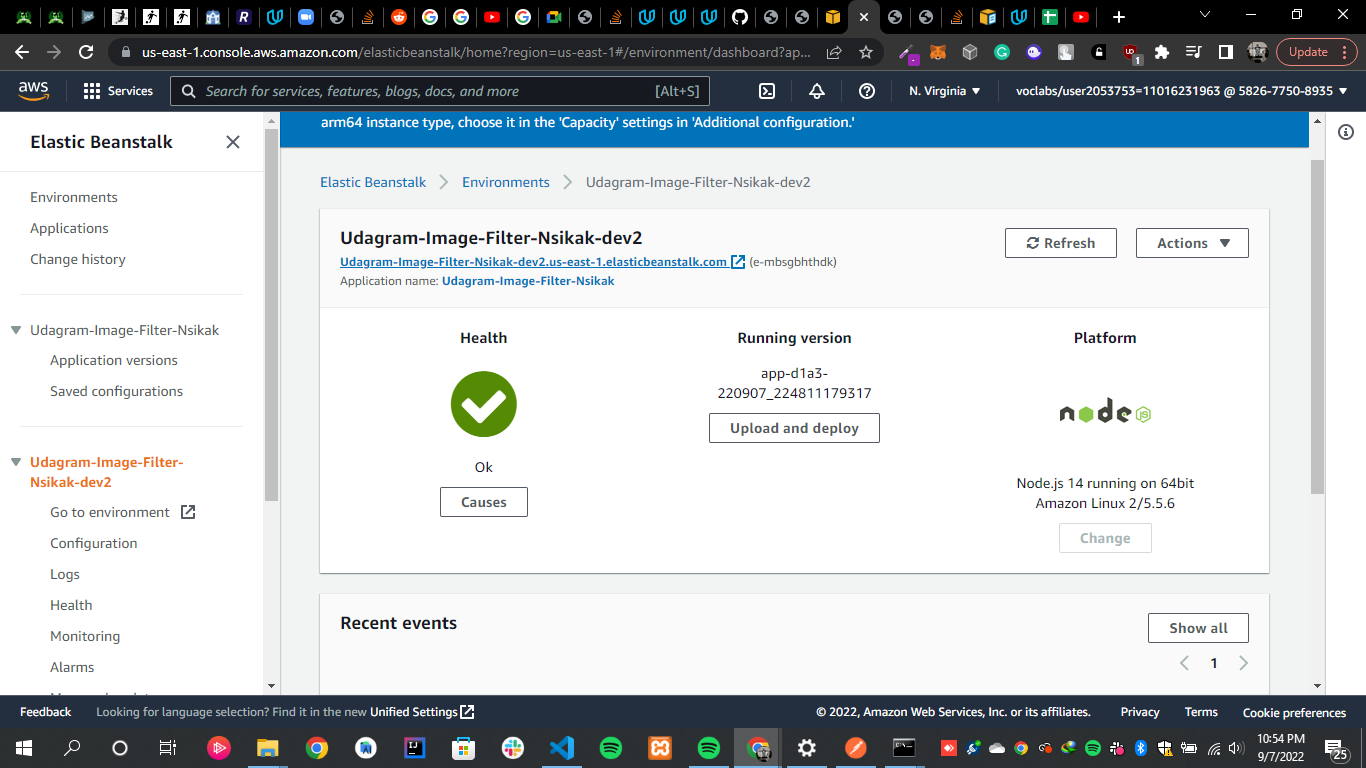 us-east-1.console.aws.amazon.com/elasticbeanstalk/home?region=us-east-1#/environment/dashboard?ap...
Update
1
aws
Services
Search for services, features, blogs, docs, and more
[Alt+S]
N. Virginia
voclabs/user2053753=11016231963 @ 5826-7750-8935
Elastic Beanstalk
Environments
Applications
Change history
Udagram-Image-Filter-Nsikak
Application versions
Saved configurations
Udagram-Image-Filter-
Nsikak-dev2
Go to environment
Configuration
Logs
Health
Monitoring
Alarms
arm64 instance type, choose it in the 'Capacity' settings in 'Additional configuration.'
Elastic Beanstalk
Environments
Udagram-Image-Filter-Nsikak-dev2
Udagram-Image-Filter-Nsikak-dev2
Udagram-Image-Filter-Nsikak-dev2.us-east-1.elasticbeanstalk.com (e-mbsgbhthdk)
Application name: Udagram-Image-Filter-Nsikak
Refresh
Actions
Health
Ok
Causes
Running version
app-d1a3-
220907_224811179317
Upload and deploy
Platform
node JS
Node.js 14 running on 64bit
Amazon Linux 2/5.5.6
Change
Recent events
Show all
1
Feedback
Looking for language selection? Find it in the new Unified Settings
© 2022, Amazon Web Services, Inc. or its affiliates.
Privacy
Terms
Cookie preferences
10:54 PM
9/7/2022
25